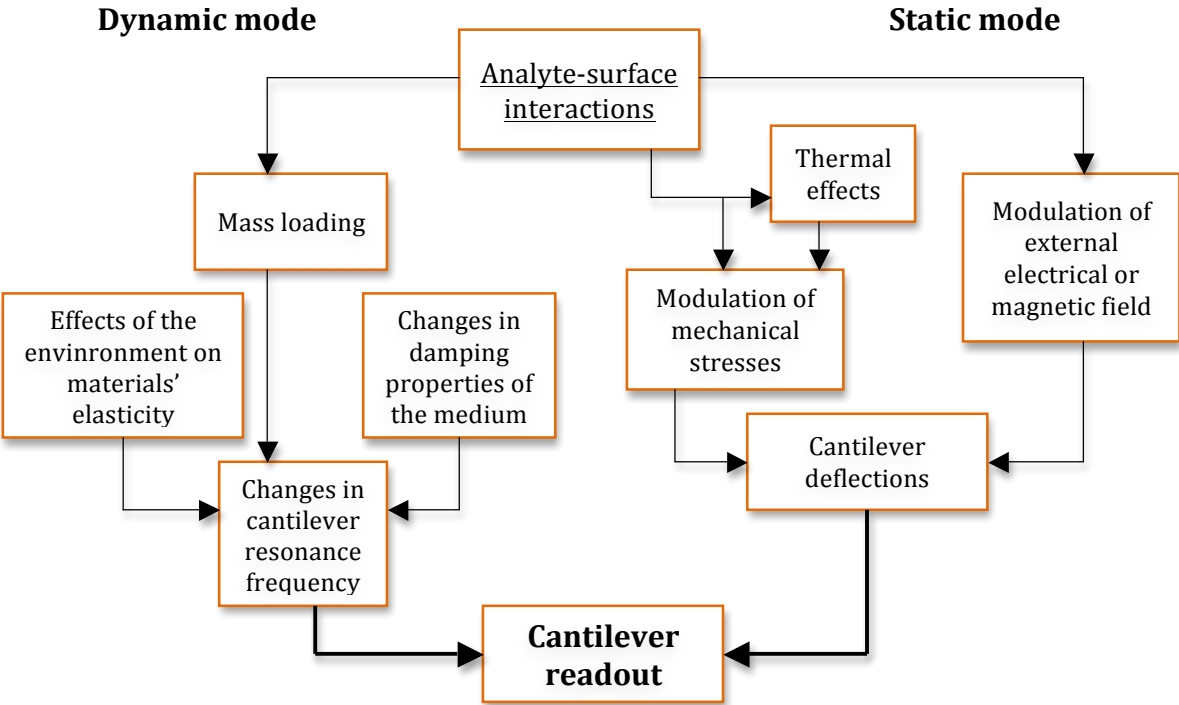 Dynamic mode
Static mode
Analyte-surface
interactions
Thermal
effects
Mass loading
Modulation of
external
electrical or
magnetic field
Effects of the
envinronment on
materials'
elasticity
Changes in
damping
properties of
the medium
Modulation of
mechanical
stresses
Cantilever
deflections
Changes in
cantilever
resonance
frequency
Cantilever
readout